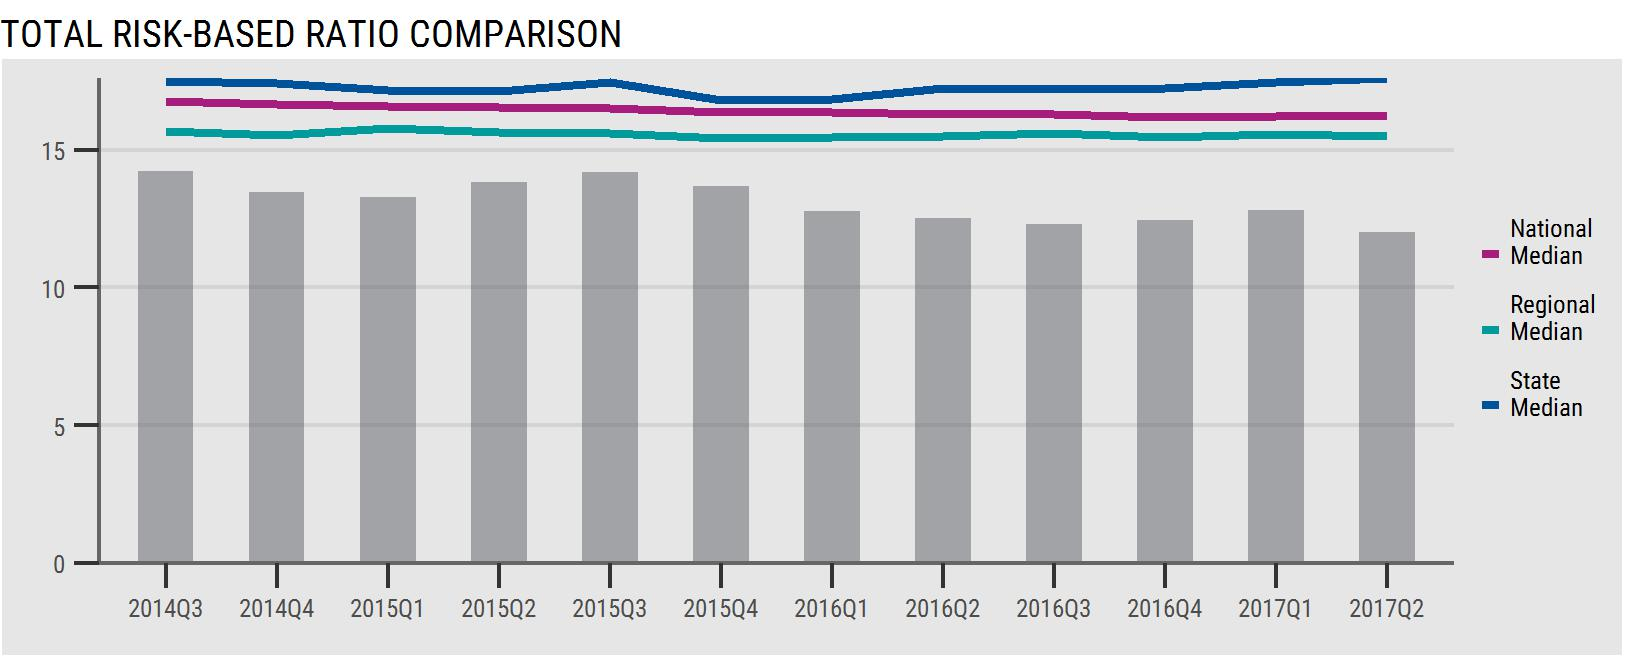 TOTAL RISK-BASED RATIO COMPARISON
15
10
5
0
2014Q3 2014Q4 2015Q1 2015Q2 2015Q3 2015Q4 2016Q1 2016Q2 2016Q3 2016Q4 2017Q1 2017Q2
National
Median
Regional
Median
State
Median